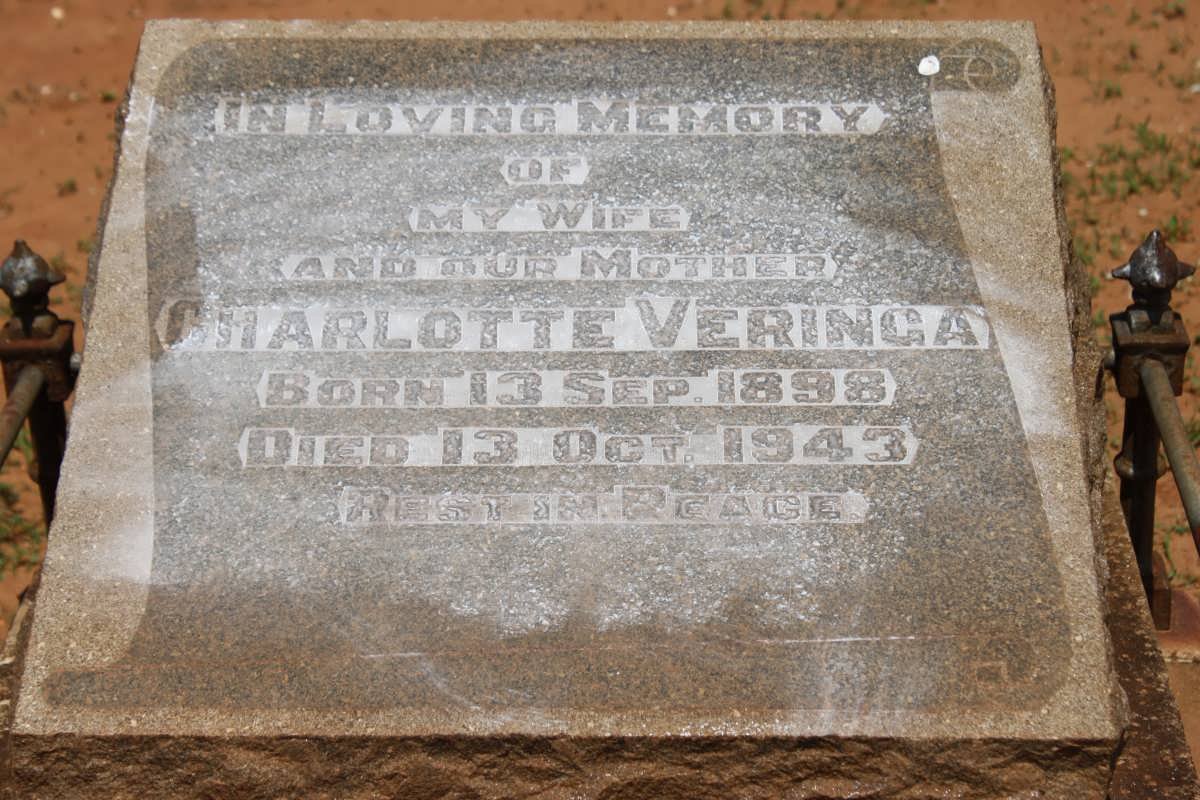 In Loving Memory
of
my Wife
and our Mother
Charlotte Veringa
Born 13 Sep. 1898
Died 13 Oct. 1943
Rest in Peace